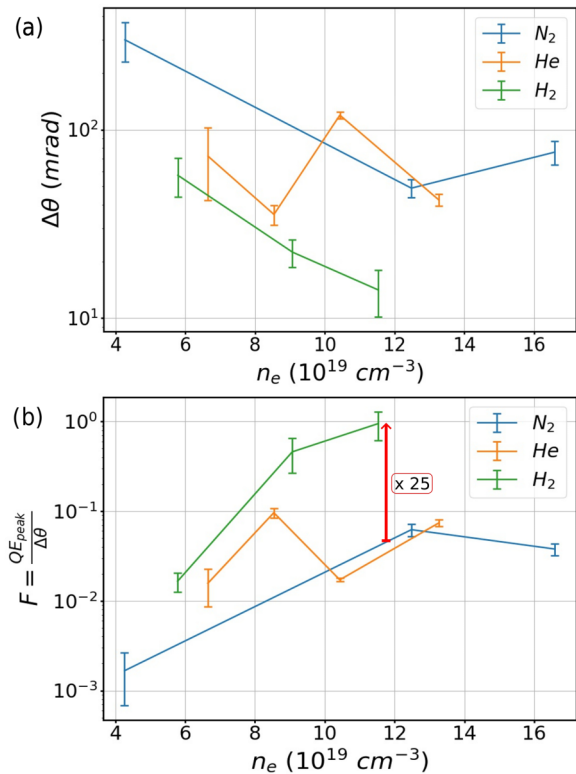 (a)
N₂
He
H₂
10²
10¹
Δθ (mrad)
4 6 8 10 12 14 16
nₑ (10¹⁹ cm⁻³)
(b)
N₂
He
H₂
10⁰
10⁻¹
10⁻²
10⁻³
x 25
F = QE_peak / Δθ
4 6 8 10 12 14 16
nₑ (10¹⁹ cm⁻³)